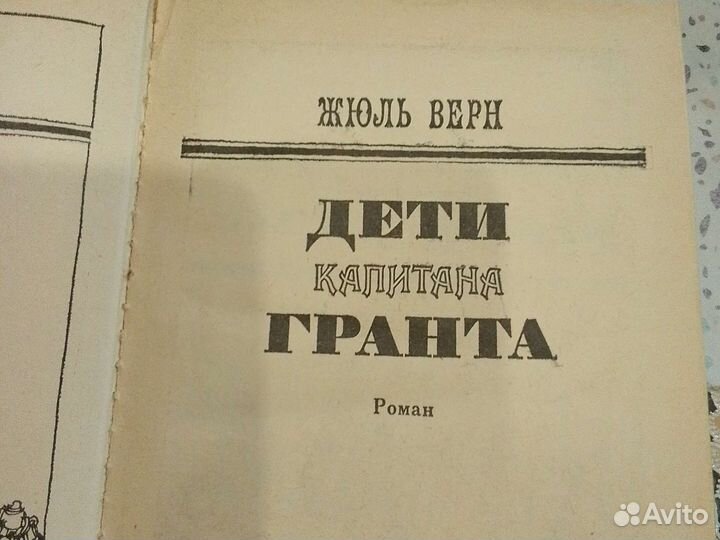 ЖЮЛЬ ВЕРН
ДЕТИ
КАПИТАНА
ГРАНТА
Роман
Avito